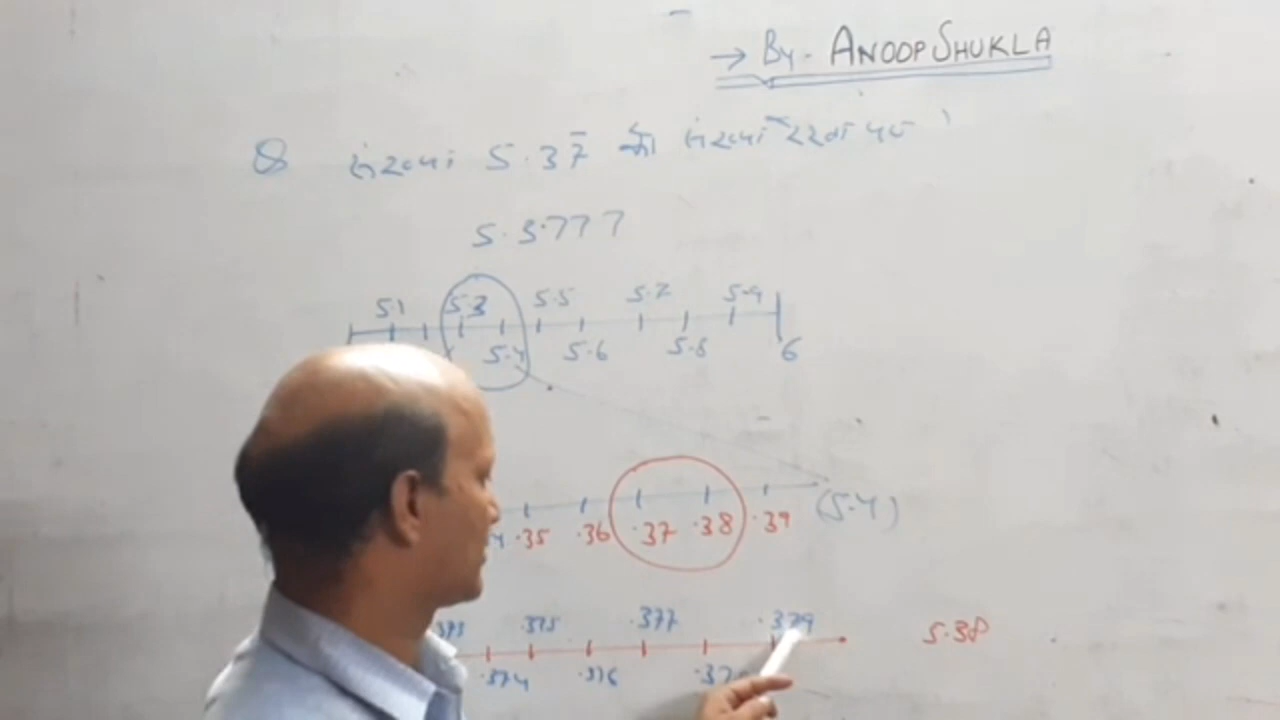 → By - ANOOP SHUKLA
Q संख्या 5.37̄ को संख्या रेखा पर
5.3777
5.1 5.3 5.5 5.7 5.9
5.4 5.6 5.8 6
.35 .36 .37 .38 .39 (5.4)
.375 .377 .379 5.38
.374 .376